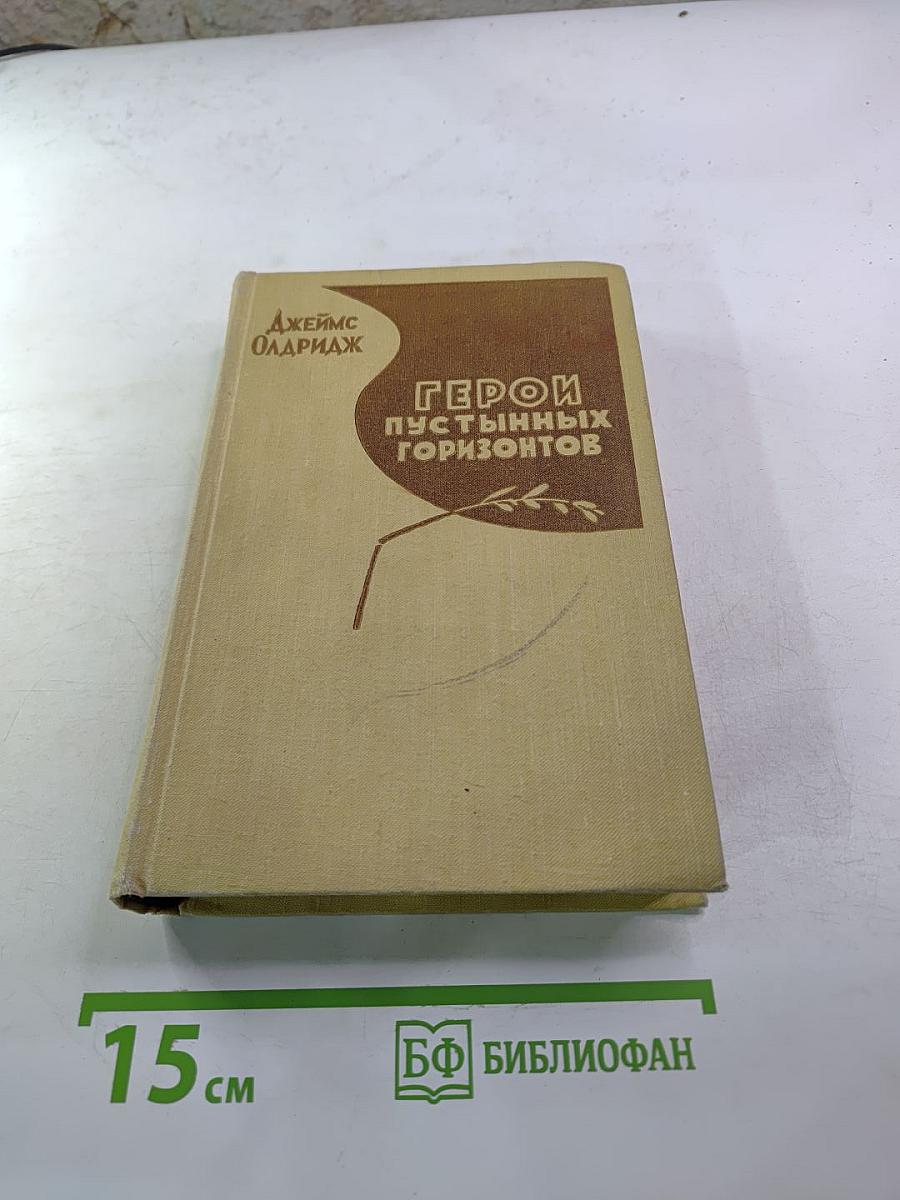 Джеймс
Олдридж
ГЕРОИ
ПУСТЫННЫХ
ГОРИЗОНТОВ
15 см
БФ БИБЛИОФАН